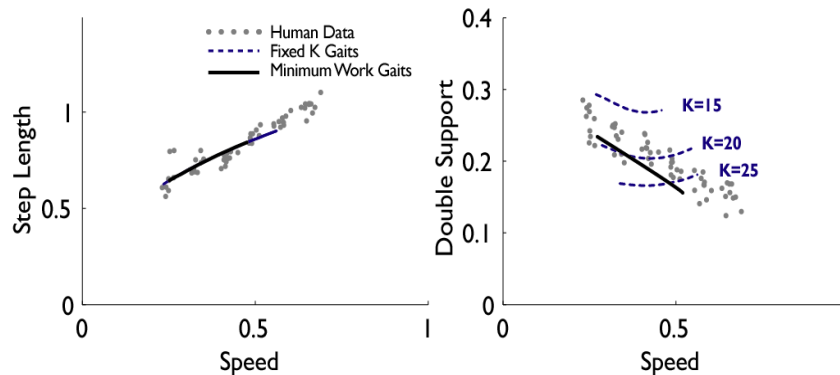 Human Data
Fixed K Gaits
Minimum Work Gaits
Step Length
1
0.5
0
0
0.5
1
Speed
Double Support
0.4
0.3
0.2
0.1
0
K=15
K=20
K=25
0
0.5
Speed